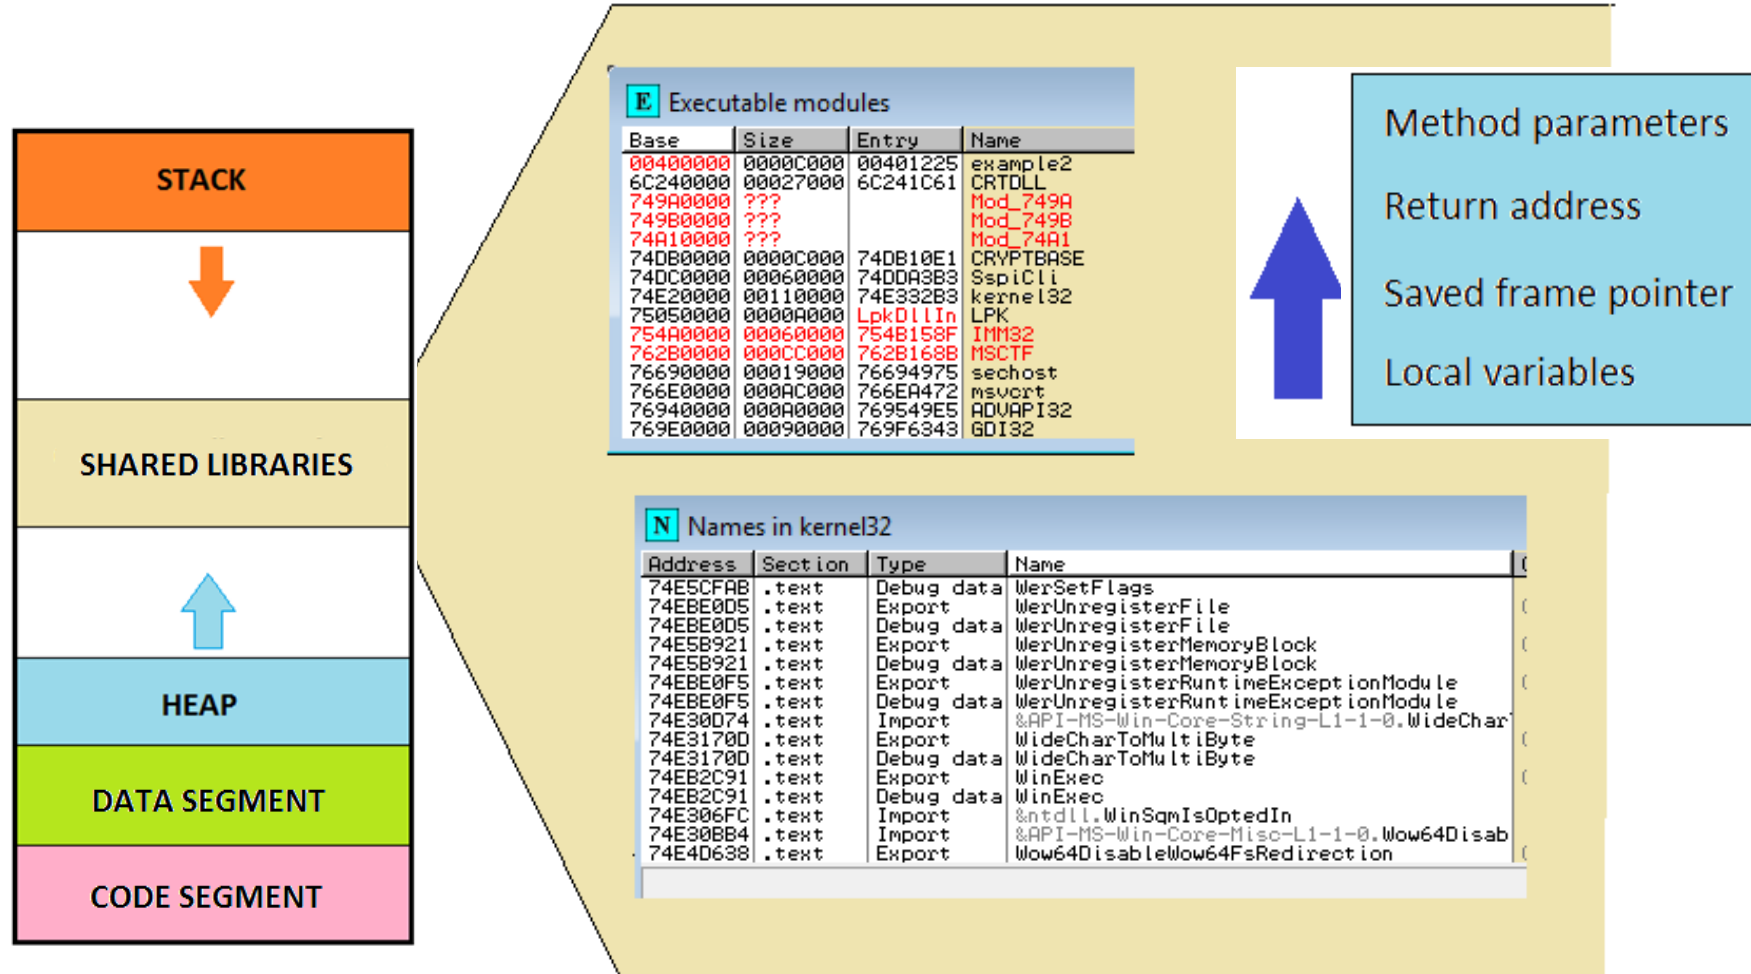 STACK
SHARED LIBRARIES
HEAP
DATA SEGMENT
CODE SEGMENT
E Executable modules
Base Size Entry Name
00400000 0000C000 00401225 example2
6C240000 00027000 6C241C61 CRTDLL
749A0000 ??? Mod_749A
749B0000 ??? Mod_749B
74A10000 ??? Mod_74A1
74DB0000 0000C000 74DB10E1 CRYPTBASE
74DC0000 00060000 74DDA3B3 SspiCli
74E20000 00110000 74E332B3 kernel32
75050000 0000A000 LpkDllIn LPK
754A0000 00060000 754B158F IMM32
762B0000 000CC000 762B168B MSCTF
76690000 00019000 76694975 sechost
766E0000 000AC000 766EA472 msvcrt
76940000 000A0000 769549E5 ADVAPI32
769E0000 00090000 769F6343 GDI32
Method parameters
Return address
Saved frame pointer
Local variables
N Names in kernel32
Address Section Type Name
74E5CFAB .text Debug data WerSetFlags
74EBE0D5 .text Export WerUnregisterFile
74EBE0D5 .text Debug data WerUnregisterFile
74E5B921 .text Export WerUnregisterMemoryBlock
74E5B921 .text Debug data WerUnregisterMemoryBlock
74EBE0F5 .text Export WerUnregisterRuntimeExceptionModule
74EBE0F5 .text Debug data WerUnregisterRuntimeExceptionModule
74E30D74 .text Import &API-MS-Win-Core-String-L1-1-0.WideChar
74E3170D .text Export WideCharToMultiByte
74E3170D .text Debug data WideCharToMultiByte
74EB2C91 .text Export WinExec
74EB2C91 .text Debug data WinExec
74E306FC .text Import &ntdll.WinSqmIsOptedIn
74E30BB4 .text Import &API-MS-Win-Core-Misc-L1-1-0.Wow64Disab
74E4D638 .text Export Wow64DisableWow64FsRedirection